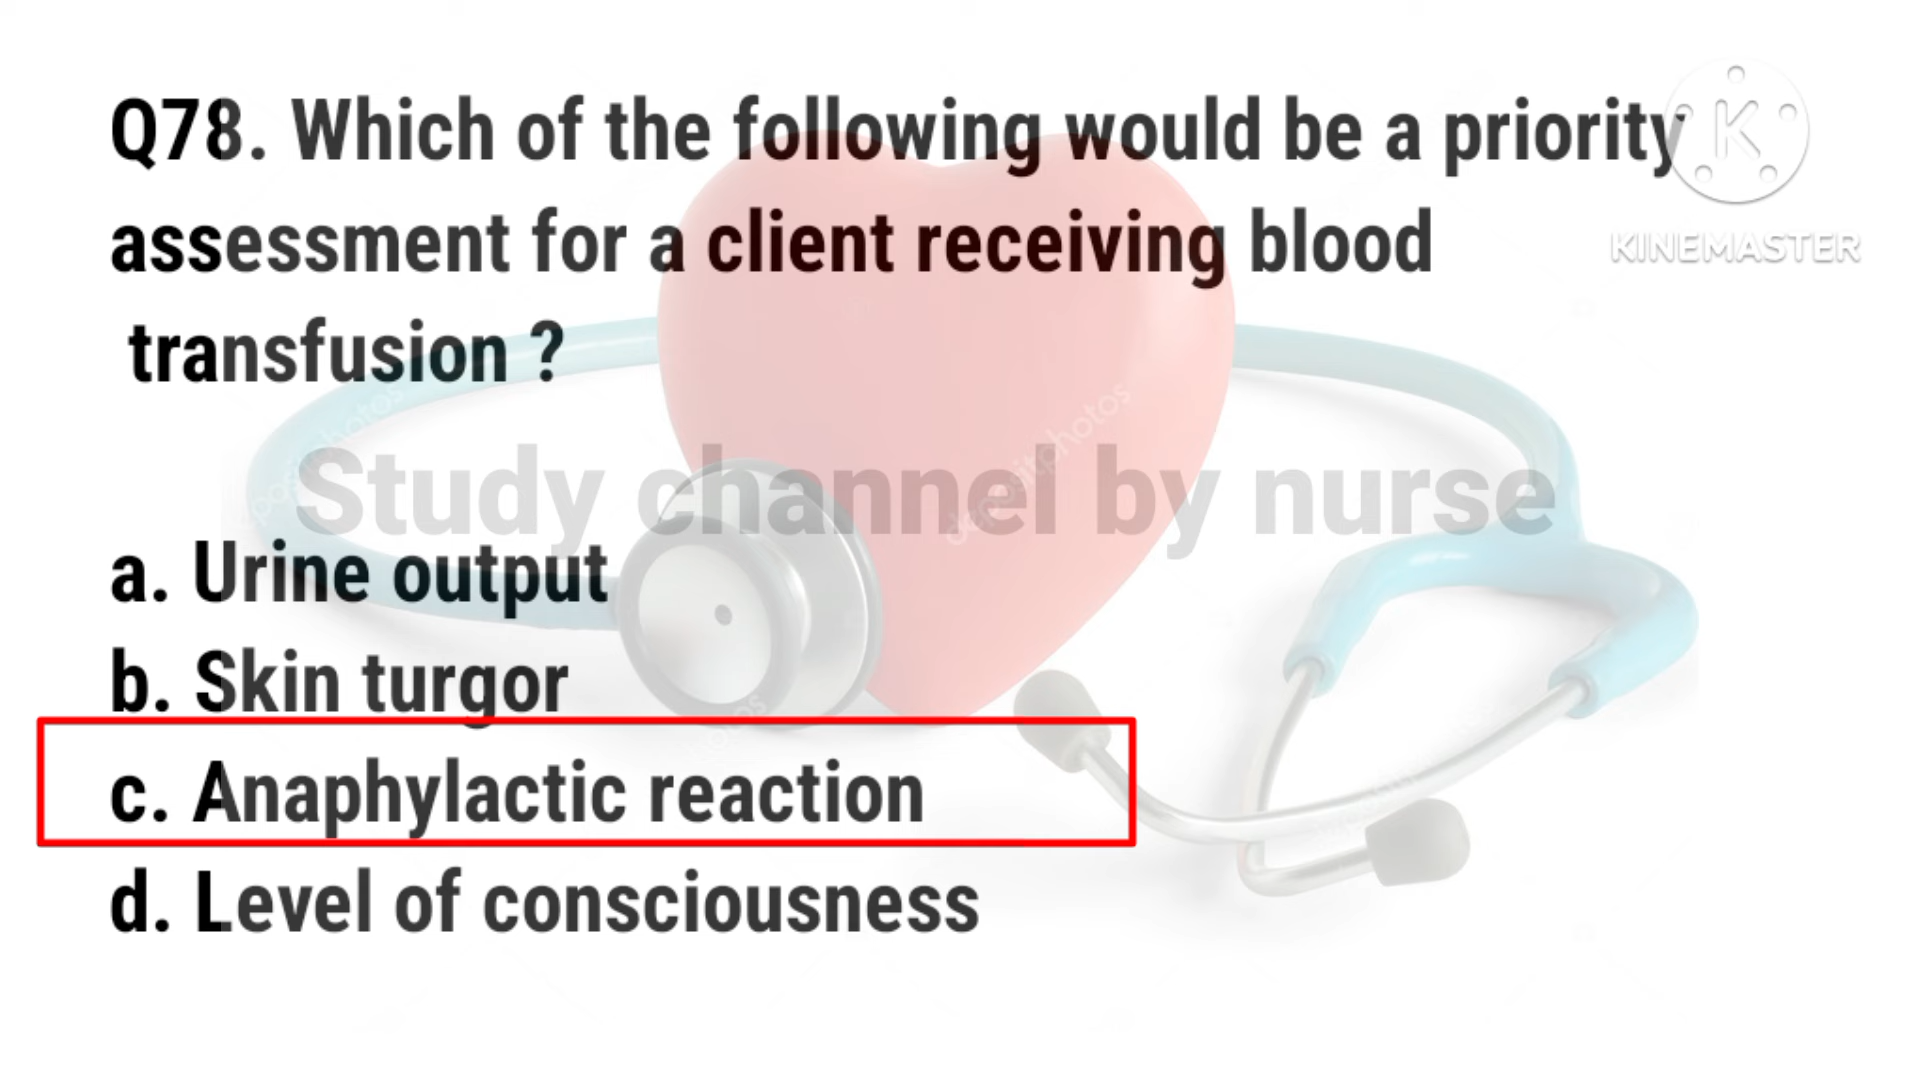 Q78. Which of the following would be a priority
KINEMASTER
assessment for a client receiving blood
transfusion ?
Study channel by nurse
depositphotos
a. Urine output
b. Skin turgor
c. Anaphylactic reaction
d. Level of consciousness